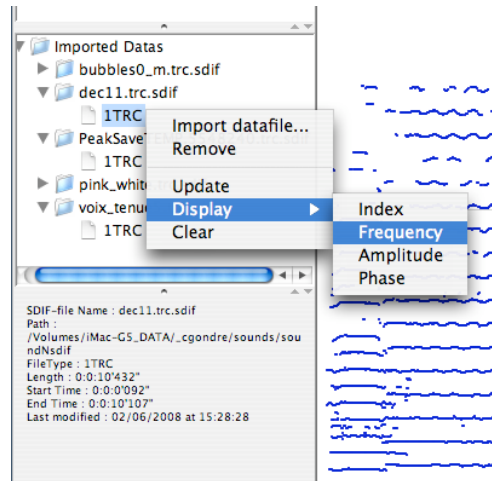 Imported Datas
bubbles0_m.trc.sdif
dec11.trc.sdif
1TRC
Import datafile...
Remove
1TRC
pink_white
Update
voix_tenu
Display
Index
1TRC
Clear
Frequency
Amplitude
Phase
SDIF-file Name : dec11.trc.sdif
Path :
/Volumes/iMac-G5_DATA/_cgondre/sounds/sou
ndNsdif
FileType : 1TRC
Length : 0:0:10'432"
Start Time : 0:0:0'092"
End Time : 0:0:10'107"
Last modified : 02/06/2008 at 15:28:28